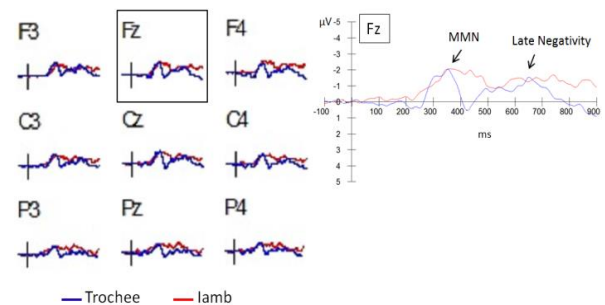 F3 Fz F4
C3 Cz C4
P3 Pz P4
Trochee Iamb
µV -5
Fz
-4
-3
MMN Late Negativity
-2
-1
-100 0 100 200 300 400 500 600 700 800 900
1
ms
2
3
4
5